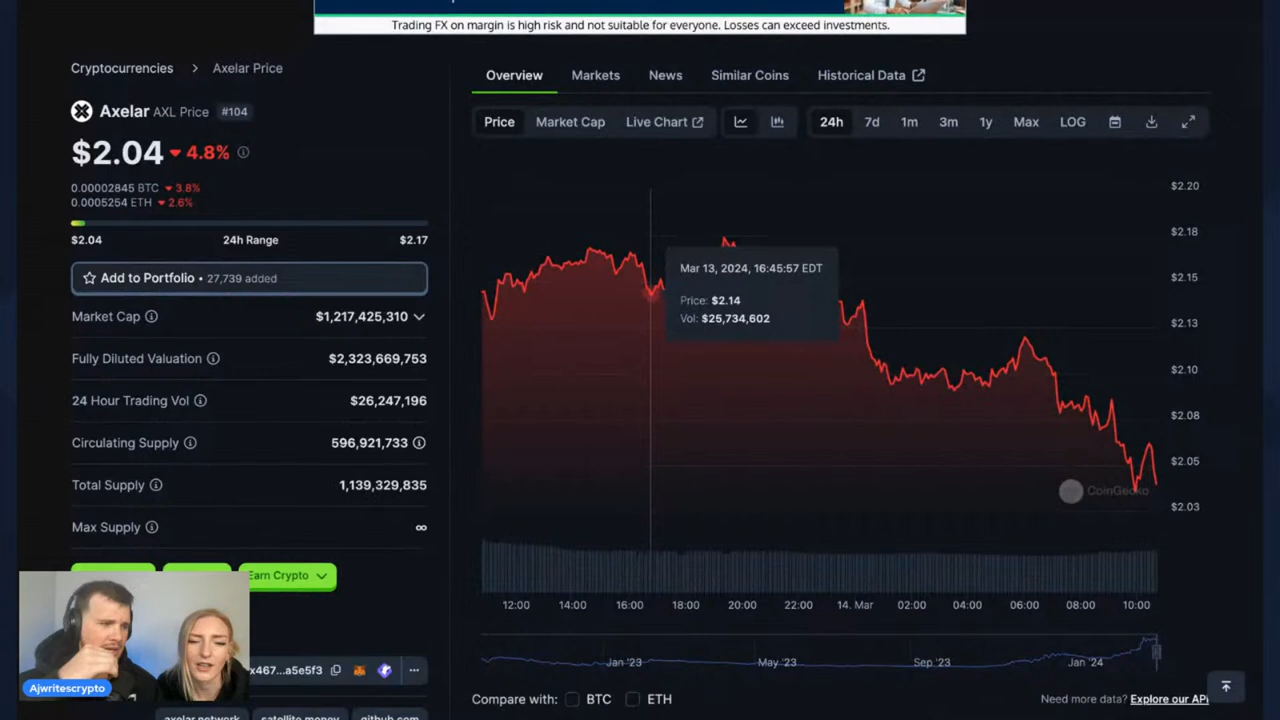 Trading FX on margin is high risk and not suitable for everyone. Losses can exceed investments.
Cryptocurrencies > Axelar Price
Axelar AXL Price #104
$2.04 4.8%
0.00002845 BTC 3.8%
0.0005254 ETH 2.6%
$2.04 24h Range $2.17
Add to Portfolio • 27,739 added
Market Cap $1,217,425,310
Fully Diluted Valuation $2,323,669,753
24 Hour Trading Vol $26,247,196
Circulating Supply 596,921,733
Total Supply 1,139,329,835
Max Supply ∞
Earn Crypto
Ajwritescrypto
x467...a5e5f3
axelar.network satellite.money github.com
Overview Markets News Similar Coins Historical Data
Price Market Cap Live Chart 24h 7d 1m 3m 1y Max LOG
$2.20
$2.18
$2.15
$2.13
$2.10
$2.08
$2.05
$2.03
Mar 13, 2024, 16:45:57 EDT
Price: $2.14
Vol: $25,734,602
CoinGecko
12:00 14:00 16:00 18:00 20:00 22:00 14. Mar 02:00 04:00 06:00 08:00 10:00
Jan '23 May '23 Sep '23 Jan '24
Compare with: BTC ETH
Need more data? Explore our API